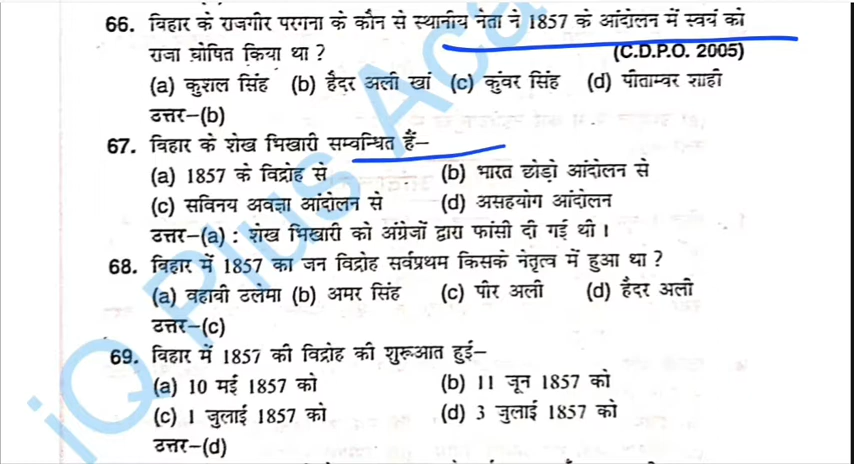 66. बिहार के राजगीर परगना के कौन से स्थानीय नेता ने 1857 के आंदोलन में स्वयं को
राजा घोषित किया था ? (C.D.P.O. 2005)
(a) कुशल सिंह (b) हैदर अली खां (c) कुंवर सिंह (d) पीताम्बर शाही
उत्तर–(b)
67. बिहार के शेख भिखारी सम्बन्धित हैं–
(a) 1857 के विद्रोह से (b) भारत छोड़ो आंदोलन से
(c) सविनय अवज्ञा आंदोलन से (d) असहयोग आंदोलन
उत्तर–(a) : शेख भिखारी को अंग्रेजों द्वारा फांसी दी गई थी ।
68. बिहार में 1857 का जन विद्रोह सर्वप्रथम किसके नेतृत्व में हुआ था ?
(a) वहाबी उलेमा (b) अमर सिंह (c) पीर अली (d) हैदर अली
उत्तर–(c)
69. बिहार में 1857 की विद्रोह की शुरूआत हुई–
(a) 10 मई 1857 को (b) 11 जून 1857 को
(c) 1 जुलाई 1857 को (d) 3 जुलाई 1857 को
उत्तर–(d)
iQ Plus Aca